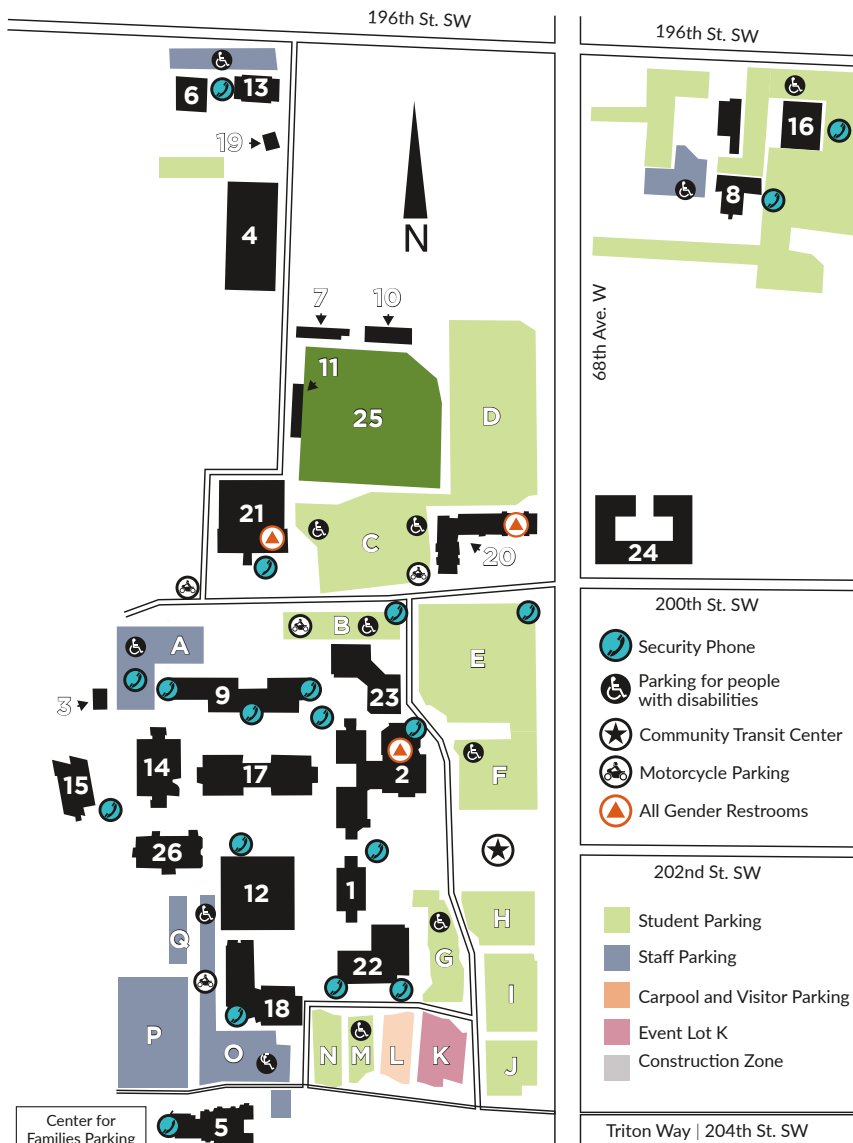 196th St. SW
196th St. SW
6
13
16
19
8
4
N
7
10
68th Ave. W
11
25
D
21
C
20
24
200th St. SW
Security Phone
Parking for people
with disabilities
Community Transit Center
Motorcycle Parking
All Gender Restrooms
B
A
E
3
9
23
14
17
2
F
15
26
12
1
202nd St. SW
Student Parking
Staff Parking
Carpool and Visitor Parking
Event Lot K
Construction Zone
Q
H
G
22
I
18
P
O
N
M
L
K
J
Center for
Families Parking
5
Triton Way | 204th St. SW